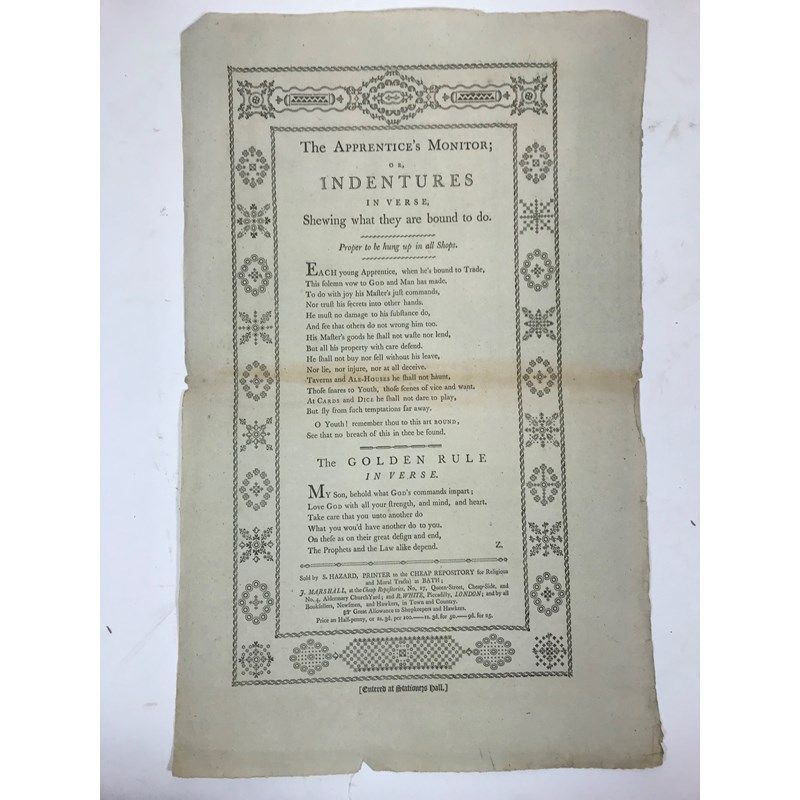 The APPRENTICE'S MONITOR;
OR,
INDENTURES
IN VERSE,
Shewing what they are bound to do.
Proper to be hung up in all Shops.
EACH young Apprentice, when he's bound to Trade,
This ſolemn vow to GOD and Man has made.
To do with joy his Maſter's juſt commands,
Nor truſt his ſecrets into other hands.
He muſt no damage to his ſubſtance do,
And ſee that others do not wrong him too.
His Maſter's goods he ſhall not waſte nor lend,
But all his property with care defend.
He ſhall not buy nor ſell without his leave,
Nor lie, nor injure, nor at all deceive.
Taverns and ALE-HOUSES he ſhall not haunt,
Thoſe ſnares to Youth, thoſe ſcenes of vice and want.
At CARDS and DICE he ſhall not dare to play,
But fly from ſuch temptations far away.
O Youth! remember thou to this art BOUND,
See that no breach of this in thee be found.
The GOLDEN RULE
IN VERSE.
MY Son, behold what GOD's commands impart;
Love GOD with all your ſtrength, and mind, and heart.
Take care that you unto another do
What you wou'd have another do to you.
On theſe as on their great deſign and end,
The Prophets and the Law alike depend. Z.
Sold by S. HAZARD, PRINTER to the CHEAP REPOSITORY for Religious
and Moral Tracts) at BATH;
J. MARSHALL, at the Cheap Repoſitories, No. 17, Queen-Street, Cheap-Side, and
No. 4, Aldermary Church Yard; and R. WHITE, Piccadilly, LONDON; and by all
Bookſellers, Newſmen, and Hawkers, in Town and Country.
☞ Great Allowance to Shopkeepers and Hawkers.
Price an Half-penny, or 2s. 3d. per 100.——1s. 3d. for 50.——9d. for 25.
[Entered at Stationers Hall.]